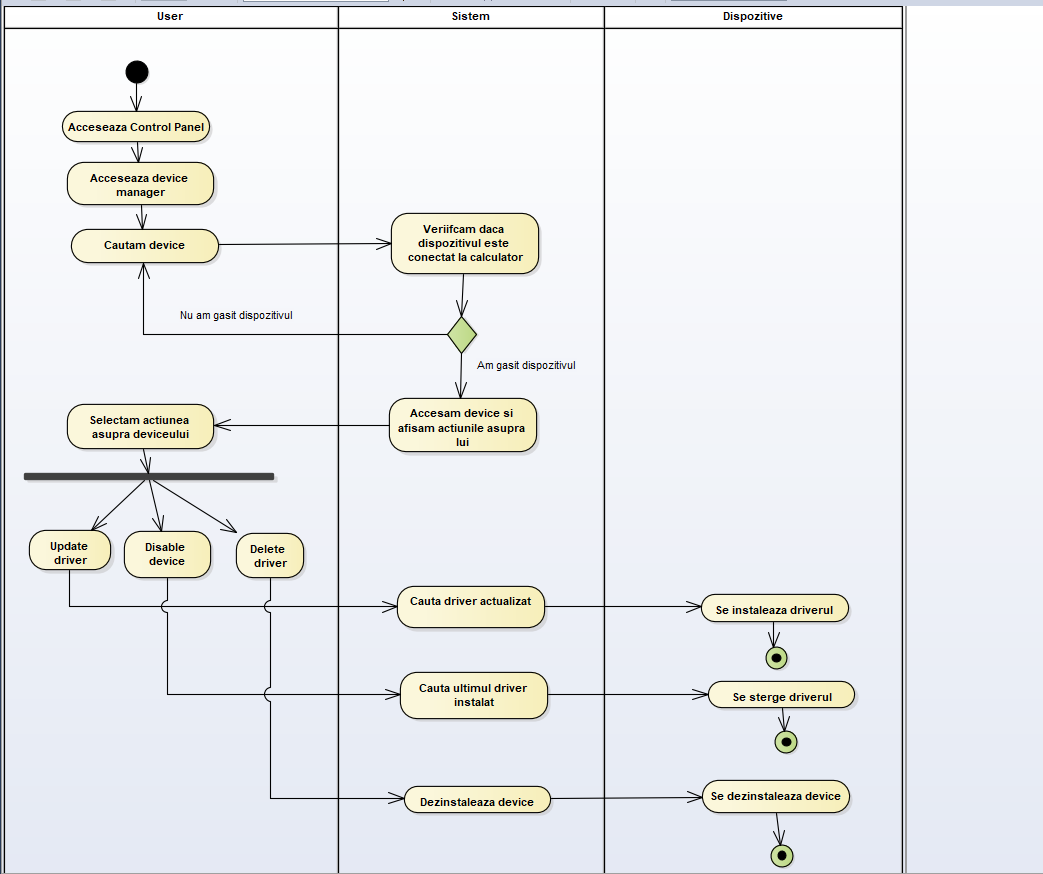 User
Sistem
Dispozitive
Acceseaza Control Panel
Acceseaza device
manager
Cautam device
Veriifcam daca
dispozitivul este
conectat la calculator
Nu am gasit dispozitivul
Am gasit dispozitivul
Accesam device si
afisam actiunile asupra
lui
Selectam actiunea
asupra deviceului
Update
driver
Disable
device
Delete
driver
Cauta driver actualizat
Se instaleaza driverul
Cauta ultimul driver
instalat
Se sterge driverul
Dezinstaleaza device
Se dezinstaleaza device